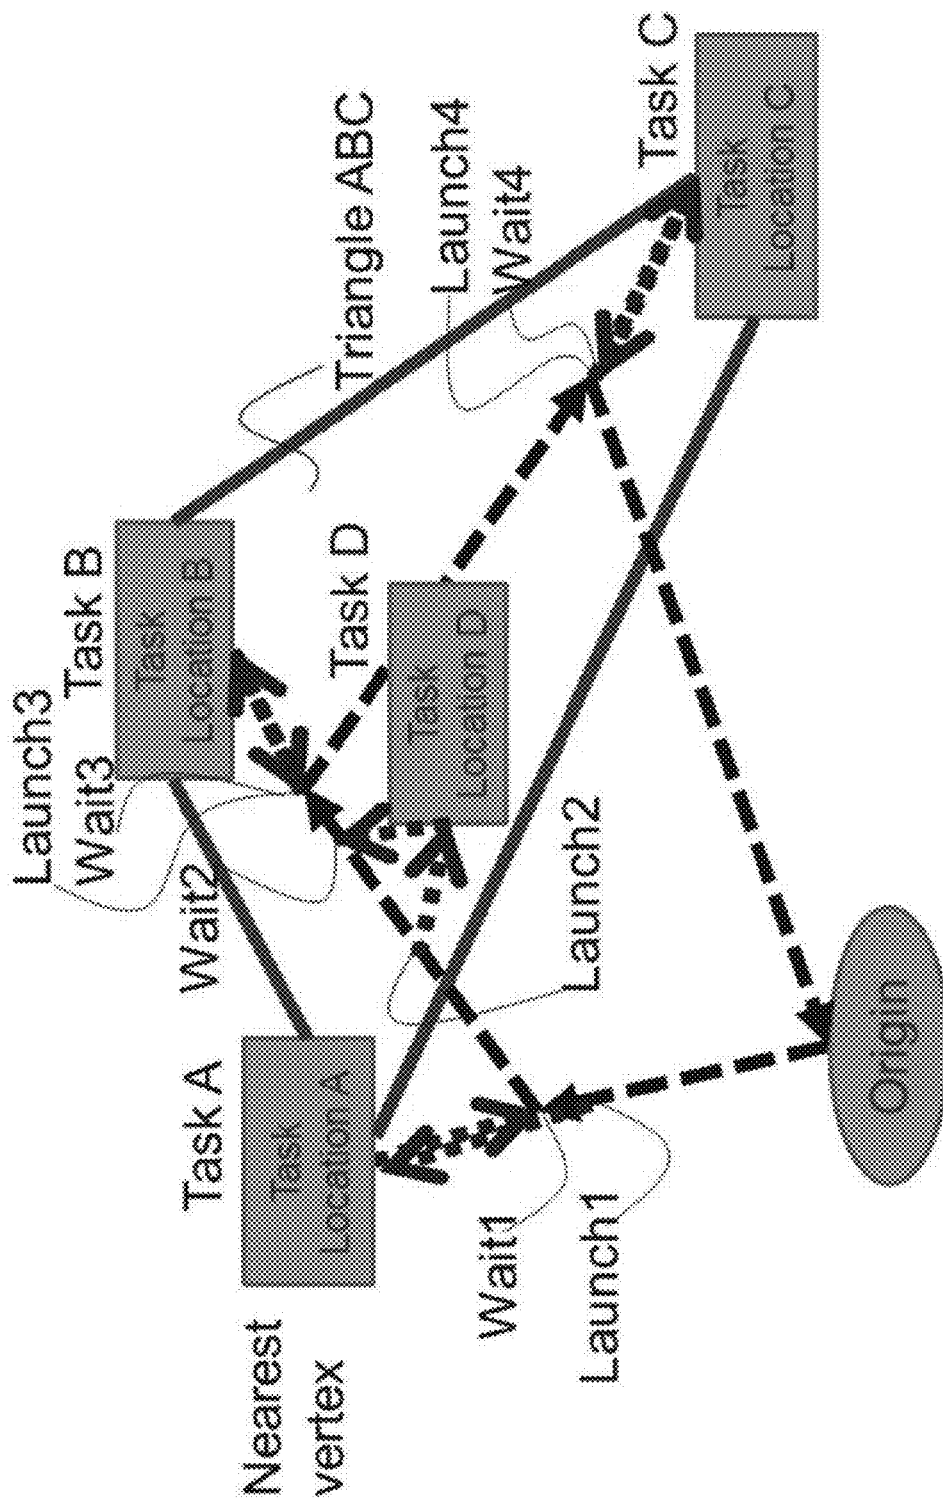 Launch3
Wait3
Task B
Task
Location B
Wait2
Task A
Task
Location A
Nearest
vertex
Triangle ABC
Task D
Task
Location D
Launch4
Wait4
Task C
Task
Location C
Launch2
Wait1
Launch1
Origin